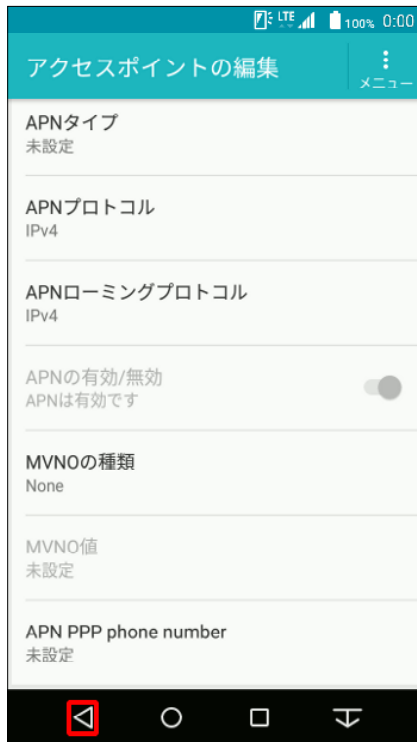 LTE 100% 0:00
アクセスポイントの編集
メニュー
APNタイプ
未設定
APNプロトコル
IPv4
APNローミングプロトコル
IPv4
APNの有効/無効
APNは有効です
MVNOの種類
None
MVNO値
未設定
APN PPP phone number
未設定